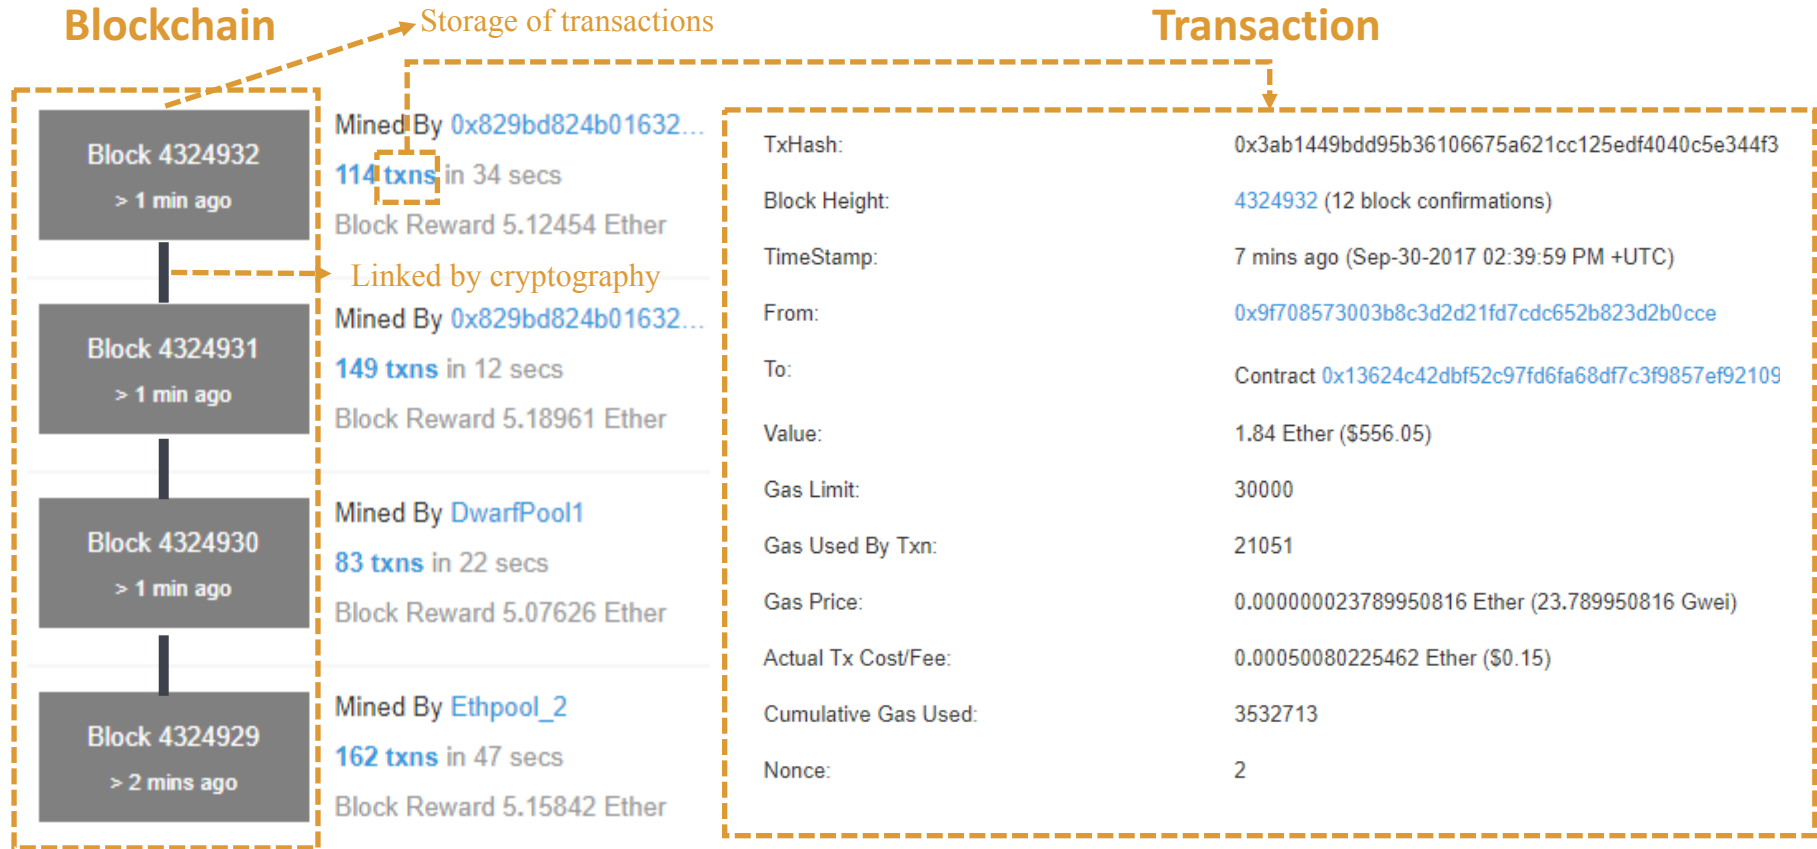 Blockchain
Storage of transactions
Transaction
Block 4324932
> 1 min ago
Mined By 0x829bd824b01632...
114 txns in 34 secs
Block Reward 5.12454 Ether
Linked by cryptography
Block 4324931
> 1 min ago
Mined By 0x829bd824b01632...
149 txns in 12 secs
Block Reward 5.18961 Ether
Block 4324930
> 1 min ago
Mined By DwarfPool1
83 txns in 22 secs
Block Reward 5.07626 Ether
Block 4324929
> 2 mins ago
Mined By Ethpool_2
162 txns in 47 secs
Block Reward 5.15842 Ether
TxHash: 0x3ab1449bdd95b36106675a621cc125edf4040c5e344f3
Block Height: 4324932 (12 block confirmations)
TimeStamp: 7 mins ago (Sep-30-2017 02:39:59 PM +UTC)
From: 0x9f708573003b8c3d2d21fd7cdc652b823d2b0cce
To: Contract 0x13624c42dbf52c97fd6fa68df7c3f9857ef92109
Value: 1.84 Ether ($556.05)
Gas Limit: 30000
Gas Used By Txn: 21051
Gas Price: 0.000000023789950816 Ether (23.789950816 Gwei)
Actual Tx Cost/Fee: 0.00050080225462 Ether ($0.15)
Cumulative Gas Used: 3532713
Nonce: 2